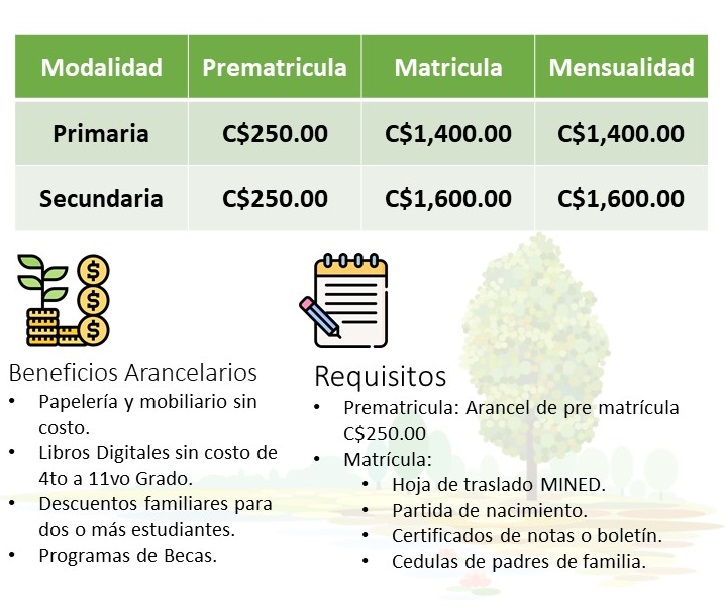 Modalidad Prematricula Matricula Mensualidad
Primaria C$250.00 C$1,400.00 C$1,400.00
Secundaria C$250.00 C$1,600.00 C$1,600.00
$
$
$
Beneficios Arancelarios
• Papelería y mobiliario sin
costo.
• Libros Digitales sin costo de
4to a 11vo Grado.
• Descuentos familiares para
dos o más estudiantes.
• Programas de Becas.
Requisitos
• Prematricula: Arancel de pre matrícula
C$250.00
• Matrícula:
• Hoja de traslado MINED.
• Partida de nacimiento.
• Certificados de notas o boletín.
• Cedulas de padres de familia.